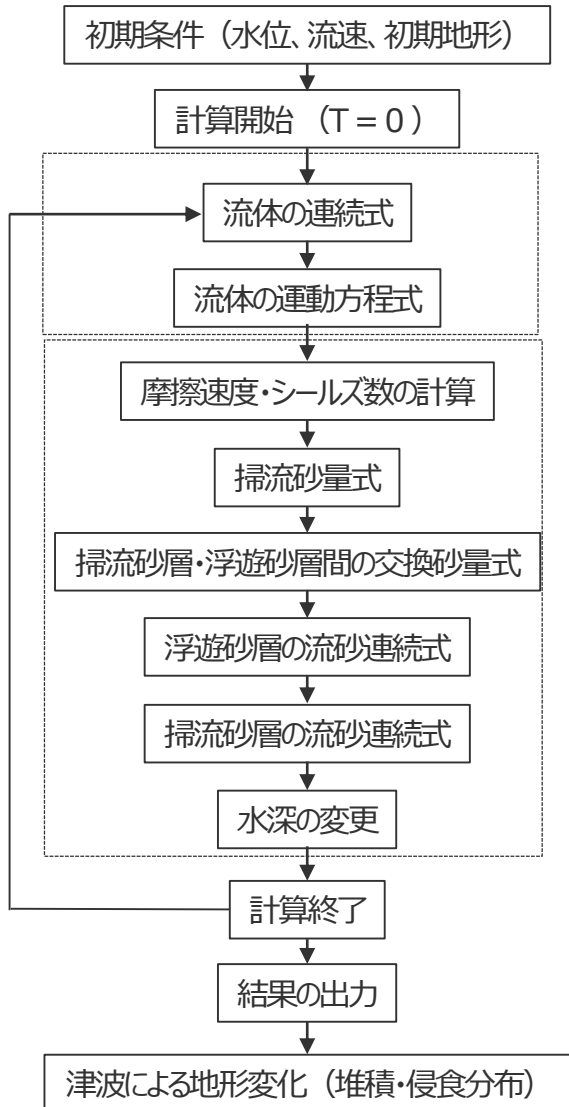 初期条件（水位、流速、初期地形）
計算開始 （T＝0）
流体の連続式
流体の運動方程式
摩擦速度・シールズ数の計算
掃流砂量式
掃流砂層・浮遊砂層間の交換砂量式
浮遊砂層の流砂連続式
掃流砂層の流砂連続式
水深の変更
計算終了
結果の出力
津波による地形変化（堆積・侵食分布）